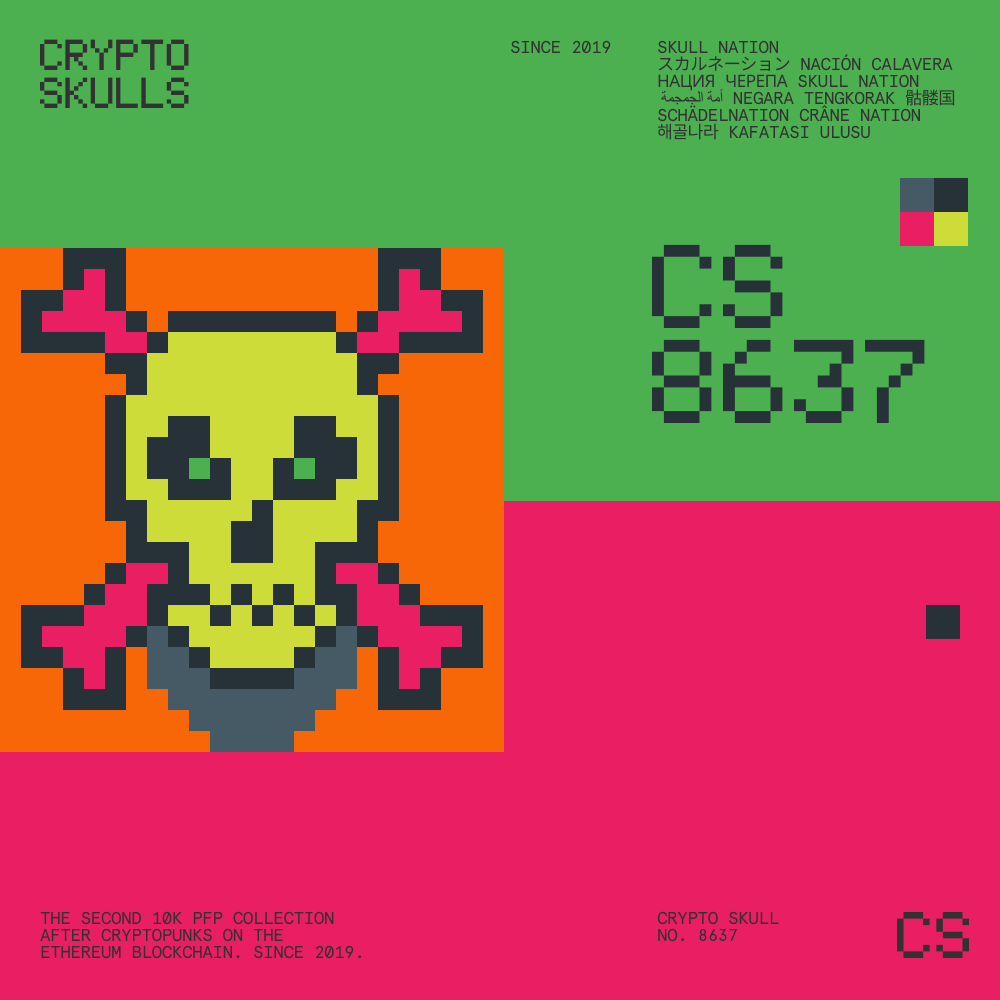 CRYPTO
SKULLS
SINCE 2019
SKULL NATION
スカルネーション NACIÓN CALAVERA
НАЦИЯ ЧЕРЕПА SKULL NATION
أمة الجمجمة NEGARA TENGKORAK 骷髅国
SCHÄDELNATION CRÂNE NATION
해골나라 KAFATASI ULUSU
CS
8637
THE SECOND 10K PFP COLLECTION
AFTER CRYPTOPUNKS ON THE
ETHEREUM BLOCKCHAIN. SINCE 2019.
CRYPTO SKULL
NO. 8637
CS